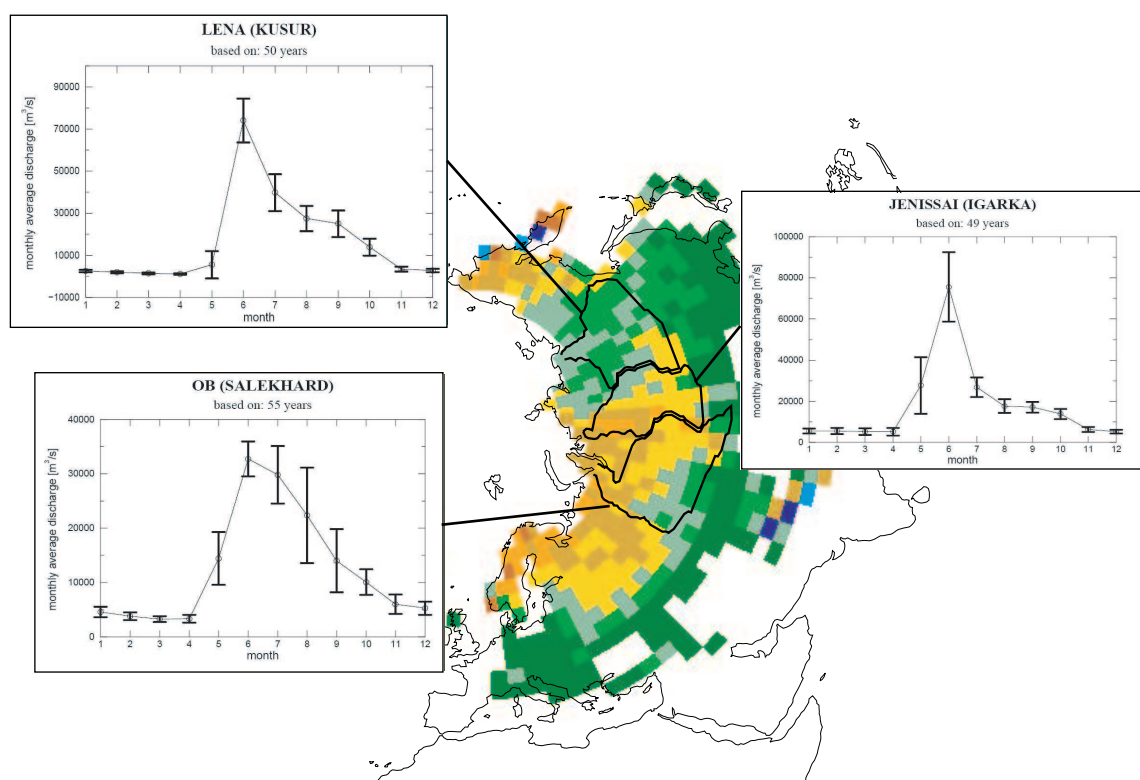 LENA (KUSUR)
based on: 50 years
monthly average discharge [m³/s]
90000
70000
50000
30000
10000
−10000
1 2 3 4 5 6 7 8 9 10 11 12
month
JENISSAI (IGARKA)
based on: 49 years
monthly average discharge [m³/s]
100000
80000
60000
40000
20000
0
1 2 3 4 5 6 7 8 9 10 11 12
month
OB (SALEKHARD)
based on: 55 years
monthly average discharge [m³/s]
40000
30000
20000
10000
0
1 2 3 4 5 6 7 8 9 10 11 12
month